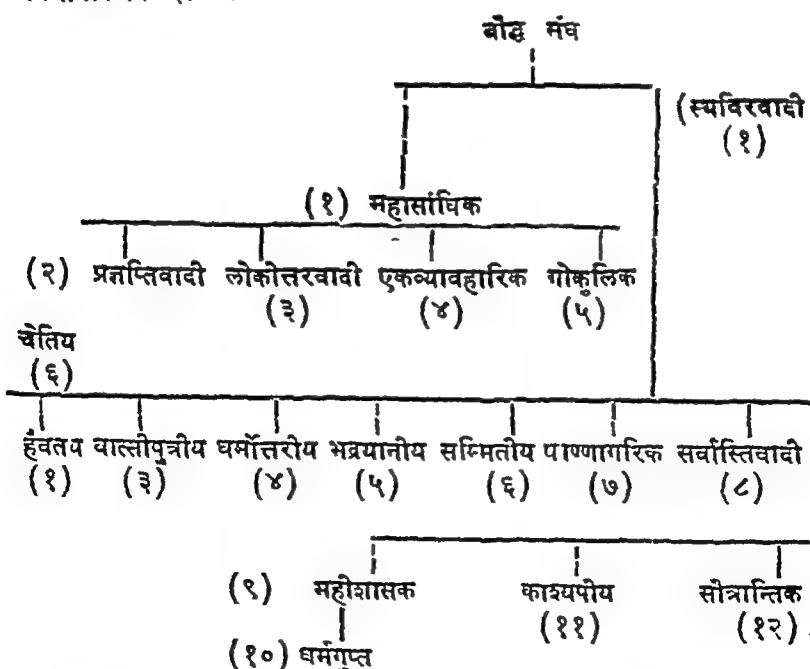 बौद्ध संघ
(स्थविरवादी
(१)
(१) महासांघिक
(२) प्रज्ञप्तिवादी लोकोत्तरवादी एकव्यावहारिक गोकुलिक
(३) (४) (५)
चेतिय
(६)
हैवतय वात्सीपुत्रीय धर्मोत्तरीय भद्रयानीय सम्मितीय पाण्णागरिक सर्वास्तिवादी
(१) (३) (४) (५) (६) (७) (८)
(९) महीशासक काश्यपीय सौत्रान्तिक
(११) (१२)
(१०) धर्मगुप्त